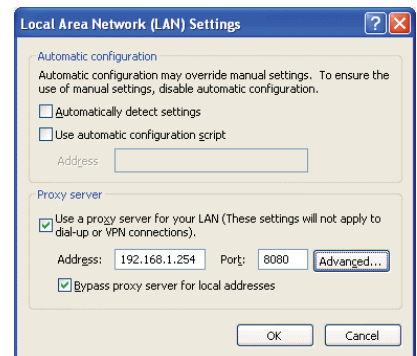 Local Area Network (LAN) Settings
Automatic configuration
Automatic configuration may override manual settings. To ensure the
use of manual settings, disable automatic configuration.
Automatically detect settings
Use automatic configuration script
Address
Proxy server
Use a proxy server for your LAN (These settings will not apply to
dial-up or VPN connections).
Address: 192.168.1.254 Port: 8080 Advanced...
Bypass proxy server for local addresses
OK Cancel